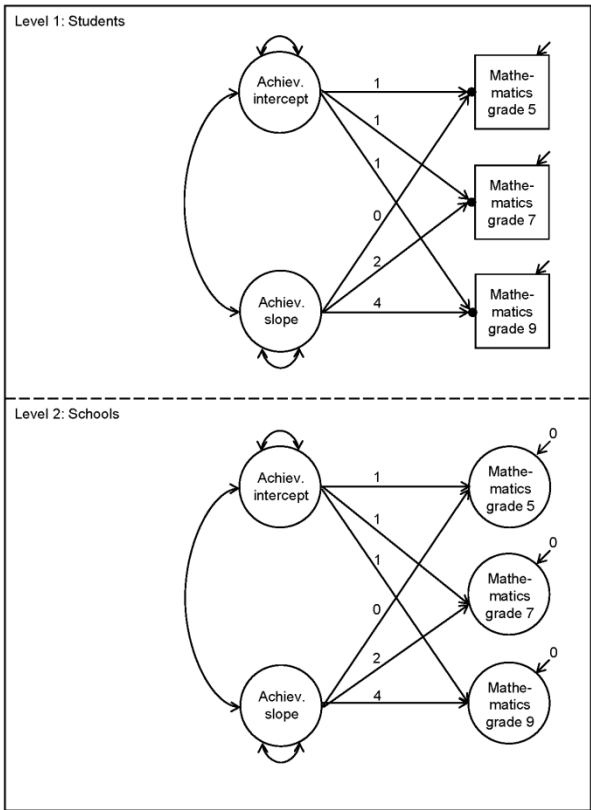 Level 1: Students
Achiev.
intercept
1
1
1
0
2
4
Mathe-
matics
grade 5
Mathe-
matics
grade 7
Achiev.
slope
Mathe-
matics
grade 9
Level 2: Schools
Achiev.
intercept
1
1
1
0
2
4
0
Mathe-
matics
grade 5
0
Mathe-
matics
grade 7
Achiev.
slope
0
Mathe-
matics
grade 9